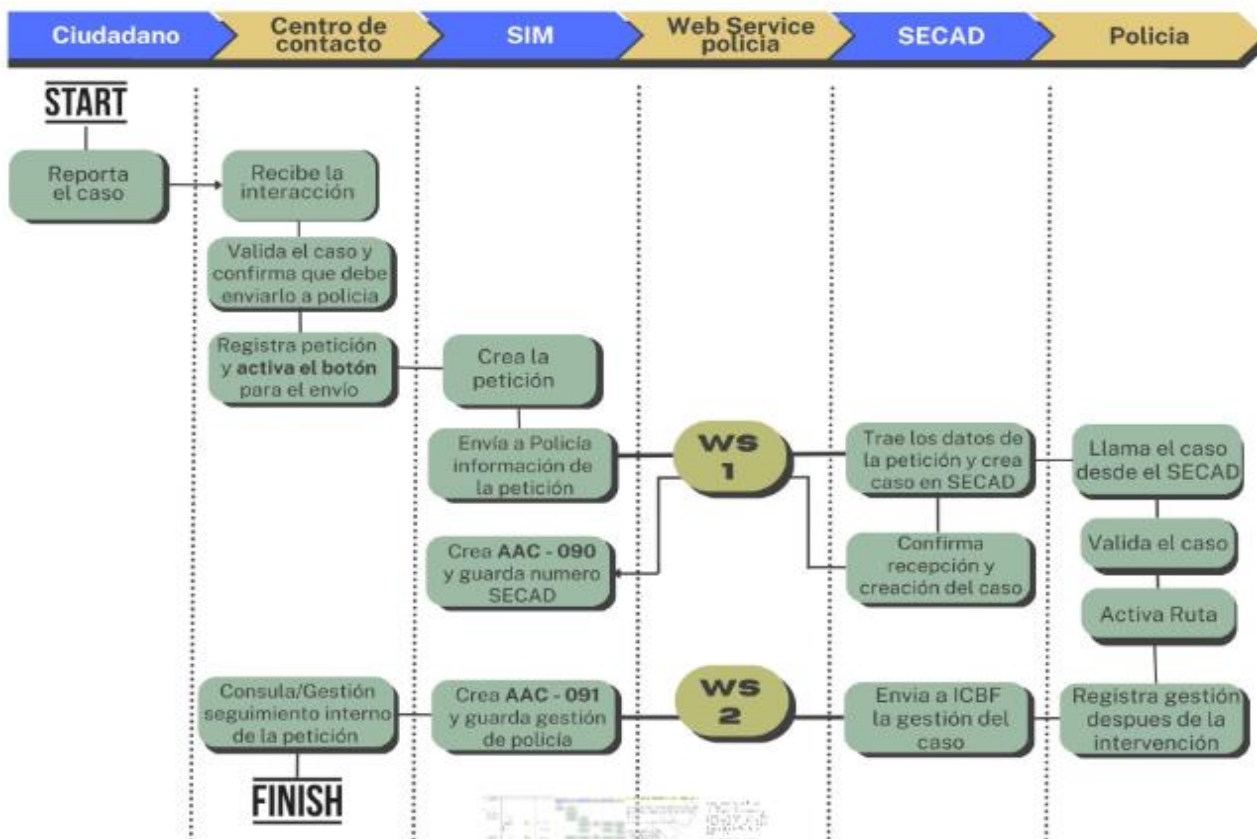 Ciudadano
Centro de
contacto
SIM
Web Service
policia
SECAD
Policia
START
Reporta
el caso
Recibe la
interacción
Valida el caso y
confirma que debe
enviarlo a policia
Registra petición
y activa el botón
para el envío
Crea la
petición
Envía a Policía
información de
la petición
WS
1
Trae los datos de
la petición y crea
caso en SECAD
Llama el caso
desde el SECAD
Crea AAC - 090
y guarda numero
SECAD
Confirma
recepción y
creación del caso
Valida el caso
Activa Ruta
Consula/Gestión
seguimiento interno
de la petición
Crea AAC - 091
y guarda gestión
de policía
WS
2
Envia a ICBF
la gestión del
caso
Registra gestión
despues de la
intervención
FINISH